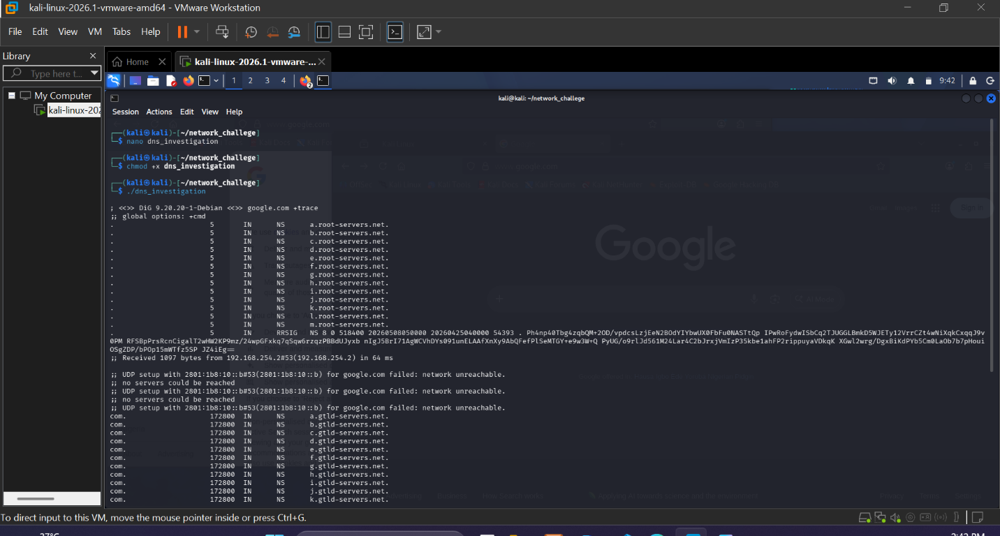 kali-linux-2026.1-vmware-amd64 - VMware Workstation
File Edit View VM Tabs Help
Library
Home
kali-linux-2026.1-vmware-...
Type here t...
1 2 3 4
2
9:42
My Computer
kali-linux-202
kali@kali: ~/network_challege
Session Actions Edit View Help
┌──(kali㉿kali)-[~/network_challege]
└─$ nano dns_investigation
┌──(kali㉿kali)-[~/network_challege]
└─$ chmod +x dns_investigation
┌──(kali㉿kali)-[~/network_challege]
└─$ ./dns_investigation
; <<>> DiG 9.20.20-1-Debian <<>> google.com +trace
;; global options: +cmd
. 5 IN NS a.root-servers.net.
. 5 IN NS b.root-servers.net.
. 5 IN NS c.root-servers.net.
. 5 IN NS d.root-servers.net.
. 5 IN NS e.root-servers.net.
. 5 IN NS f.root-servers.net.
. 5 IN NS g.root-servers.net.
. 5 IN NS h.root-servers.net.
. 5 IN NS i.root-servers.net.
. 5 IN NS j.root-servers.net.
. 5 IN NS k.root-servers.net.
. 5 IN NS l.root-servers.net.
. 5 IN NS m.root-servers.net.
. 5 IN RRSIG NS 8 0 518400 20260508050000 20260425040000 54393 . Ph4np40Tbg4zqbQM+2OD/vpdcsLzjEeN2BOdYIYbwUX0FbFu0NASTtQp IPwRoFydwISbCq2TJUGGLBmkD5WJETy12VrrCZt4wNiXqkCxqqJ9v
0PM RFSBpPrsRcnCigalT2wHW2KP9mz/24wpGFxkq7qSqw6razPBBdUJyxb nIgJ5BrI71AgWCVhDYs091unELAAfXnXy9AbQFefPlSeMTGY+e9w3W+Q PyUG/o9rlJd561M24Lar4C2bJrxjVmIzP35kbe1ahFP2rippuyaVDkqK XGwl2wrg/DgxBiKdPYb5Cm0LaOb7b7pHoui
OSgZDP/bPOp15mWTfz5SP JZ4iEg==
;; Received 1097 bytes from 192.168.254.2#53(192.168.254.2) in 64 ms
;; UDP setup with 2801:1b8:10::b#53(2801:1b8:10::b) for google.com failed: network unreachable.
;; no servers could be reached
;; UDP setup with 2801:1b8:10::b#53(2801:1b8:10::b) for google.com failed: network unreachable.
;; no servers could be reached
;; UDP setup with 2801:1b8:10::b#53(2801:1b8:10::b) for google.com failed: network unreachable.
com. 172800 IN NS a.gtld-servers.net.
com. 172800 IN NS b.gtld-servers.net.
com. 172800 IN NS c.gtld-servers.net.
com. 172800 IN NS d.gtld-servers.net.
com. 172800 IN NS e.gtld-servers.net.
com. 172800 IN NS f.gtld-servers.net.
com. 172800 IN NS g.gtld-servers.net.
com. 172800 IN NS h.gtld-servers.net.
com. 172800 IN NS i.gtld-servers.net.
com. 172800 IN NS j.gtld-servers.net.
com. 172800 IN NS k.gtld-servers.net.
Google
Sign in
To direct input to this VM, move the mouse pointer inside or press Ctrl+G.